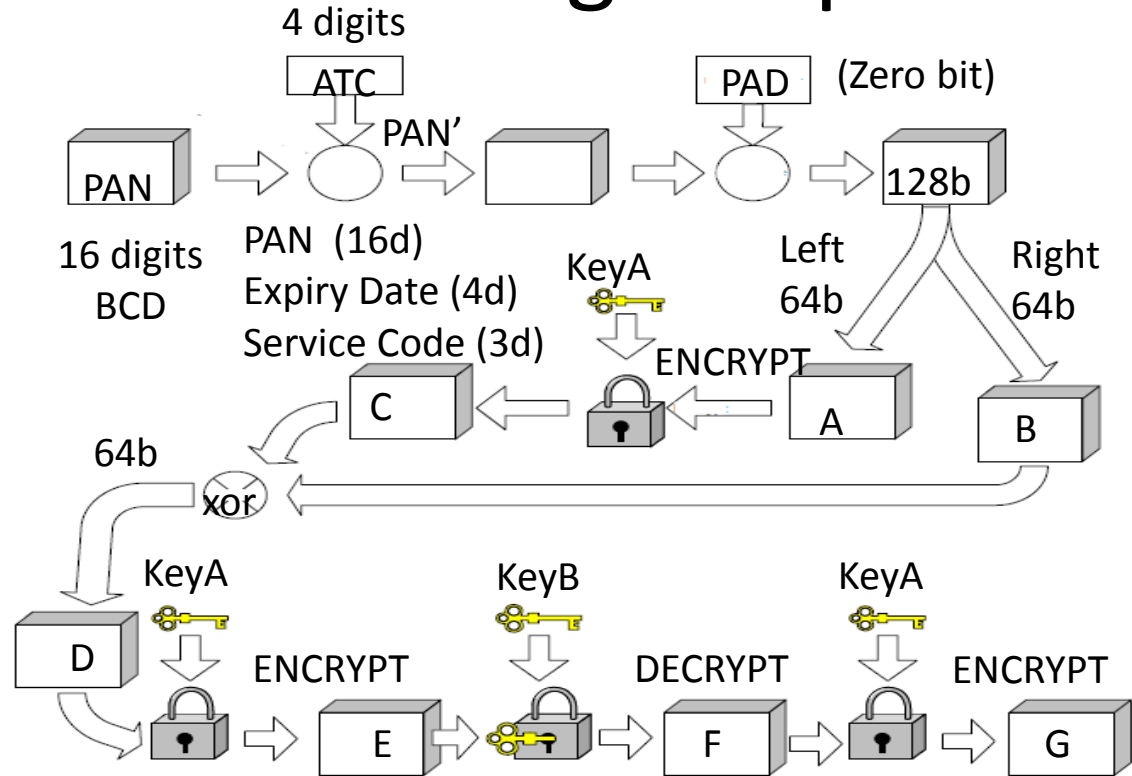 4 digits
ATC
PAD
(Zero bit)
PAN
PAN’
128b
16 digits
BCD
PAN (16d)
Expiry Date (4d)
Service Code (3d)
KeyA
Left
64b
Right
64b
ENCRYPT
C
A
B
64b
xor
KeyA
KeyB
KeyA
D
ENCRYPT
DECRYPT
ENCRYPT
E
F
G